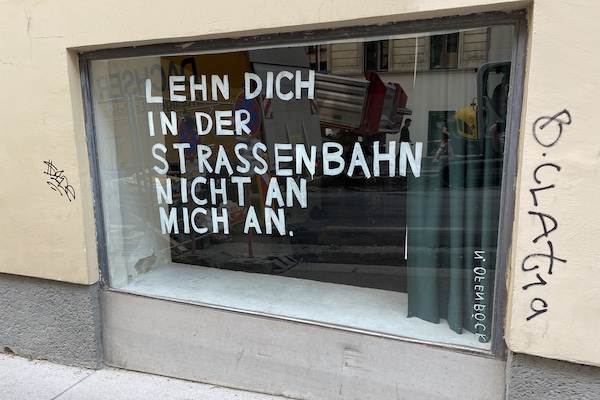 LEHN DICH
IN DER
STRASSENBAHN
NICHT AN
MICH AN.